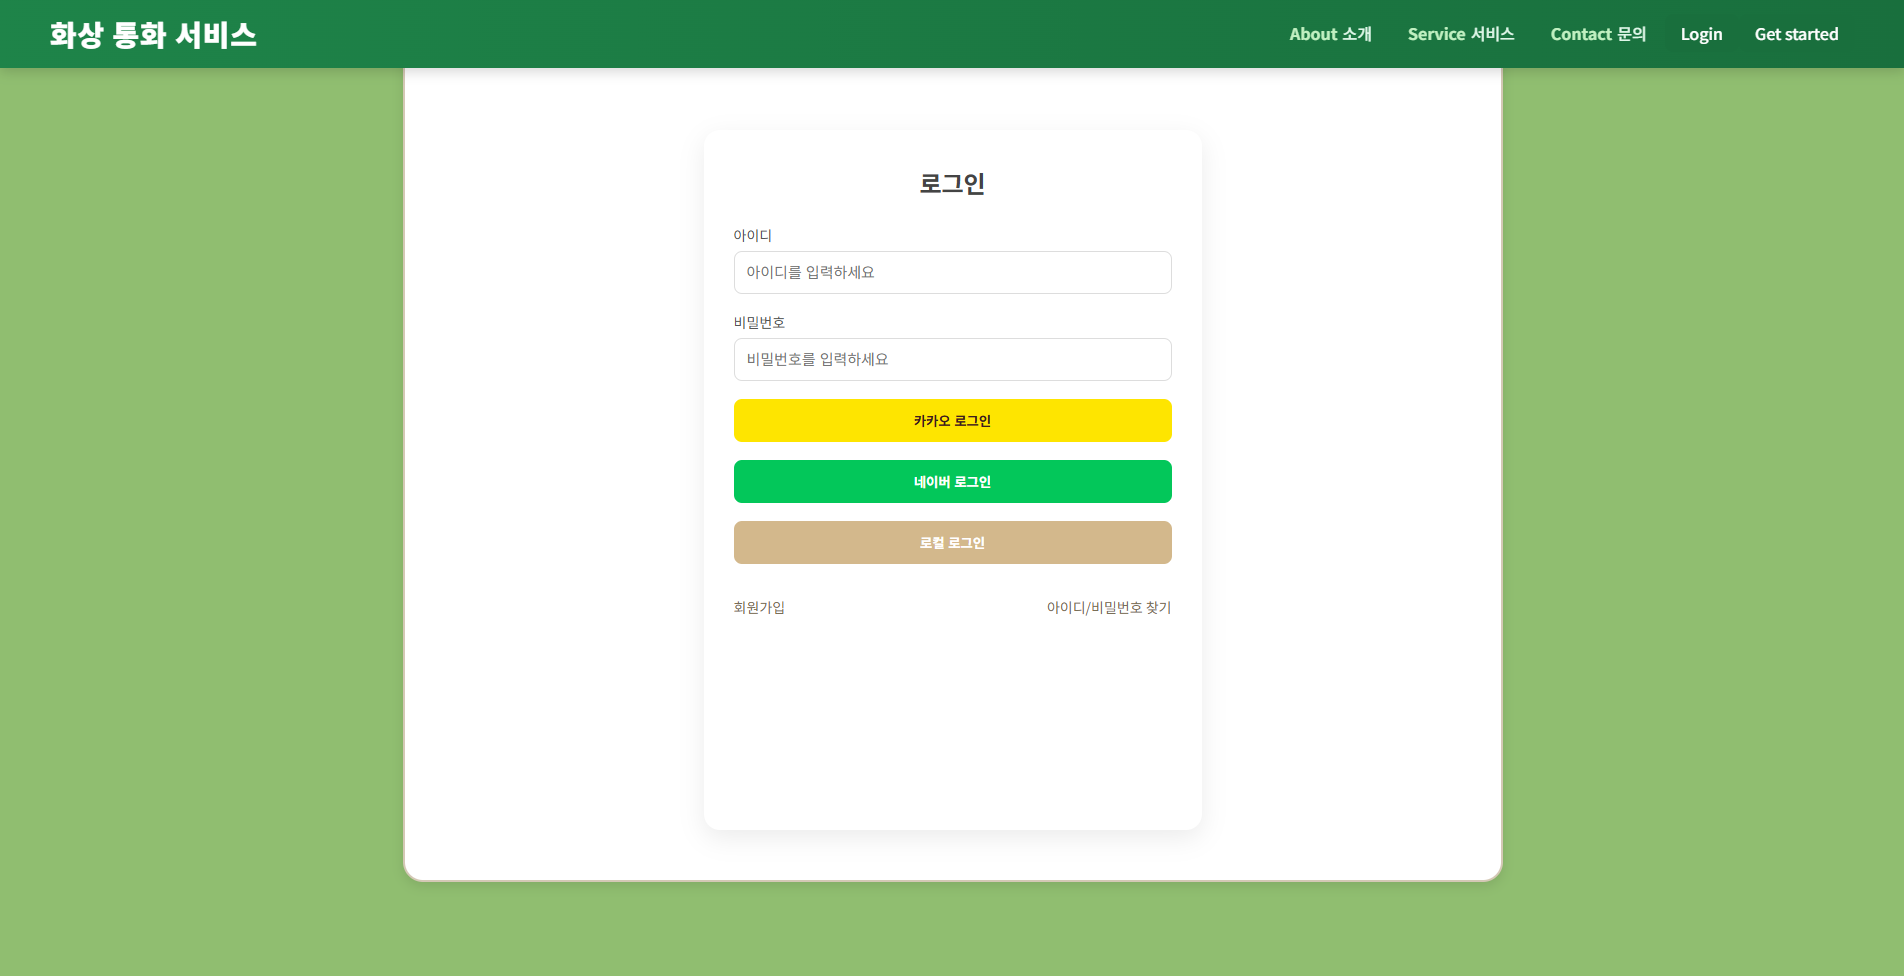 화상 통화 서비스
About 소개 Service 서비스 Contact 문의 Login Get started
로그인
아이디
아이디를 입력하세요
비밀번호
비밀번호를 입력하세요
카카오 로그인
네이버 로그인
로컬 로그인
회원가입 아이디/비밀번호 찾기